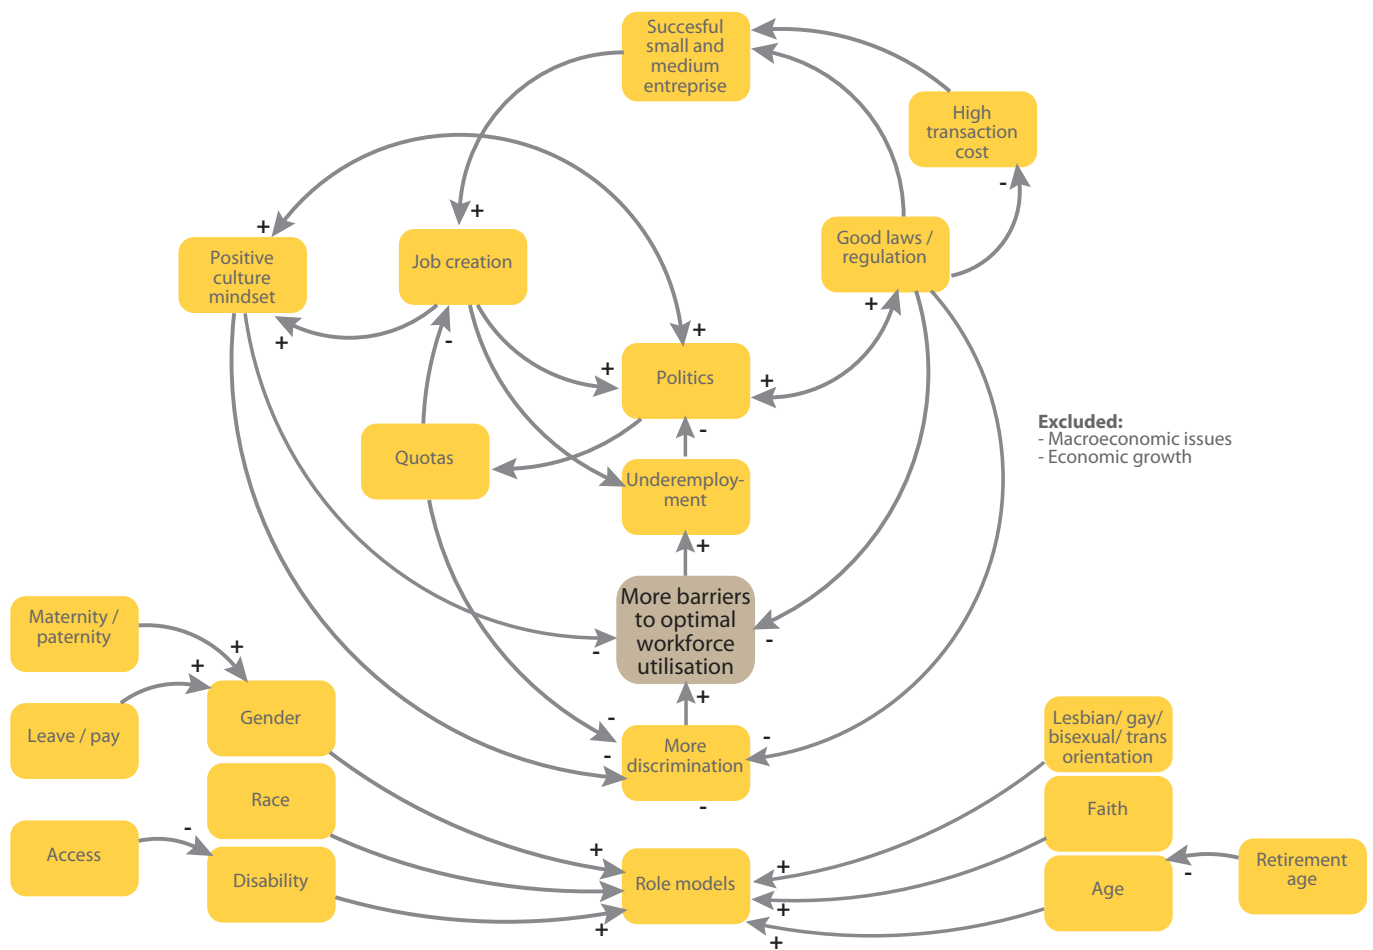 Succesful
small and
medium
entreprise
High
transaction
cost
-
+
+
Positive
culture
mindset
Job creation
Good laws /
regulation
+
+
-
+
Politics
+
+
-
Quotas
Underemploy-
ment
Excluded:
- Macroeconomic issues
- Economic growth
+
More barriers
to optimal
workforce
utilisation
-
-
+
Maternity /
paternity
+
+
Leave / pay
Gender
-
-
More
discrimination
-
-
Lesbian/ gay/
bisexual/ trans
orientation
Race
Faith
-
Access
Disability
+
+
Role models
+
+
+
Age
-
Retirement
age